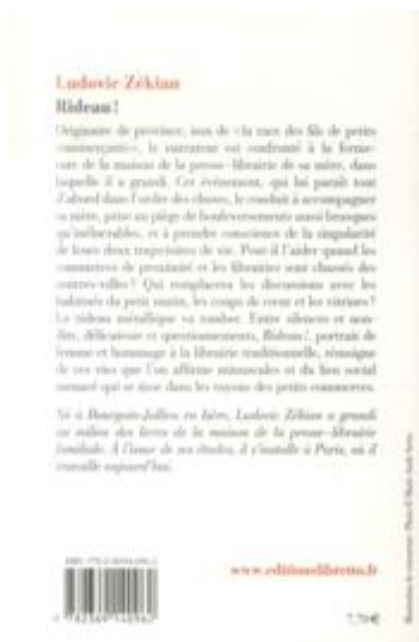 Ludovic Zékian
Rideau!
Originaire de province, issu de «la race des fils de petits
commerçants», le narrateur est confronté à la ferme-
ture de la maison de la presse-librairie de sa mère, dans
laquelle il a grandi. Cet événement, qui lui paraît tout
d'abord dans l'ordre des choses, le conduit à accompagner
sa mère, prise au piège de bouleversements aussi brusques
qu'inéluctables, et à prendre conscience de la singularité
de leurs deux trajectoires de vie. Peut-il l'aider quand les
commerces de proximité et les librairies sont chassés des
centres-villes? Qui remplacera les discussions avec les
habitués du petit matin, les coups de cœur et les vitrines?
Le rideau métallique va tomber. Entre silences et non-
dits, délicatesse et questionnements, Rideau!, portrait de
femme et hommage à la librairie traditionnelle, témoigne
de ces vies que l'on affirme minuscules et du lien social
menacé qui se tisse dans les rayons des petits commerces.
Né à Bourgoin-Jallieu en Isère, Ludovic Zékian a grandi
au milieu des livres de la maison de la presse-librairie
familiale. À l'issue de ses études, il s'installe à Paris, où il
travaille aujourd'hui.
www.editionslibretto.fr
9 782369 140962
7,70 €